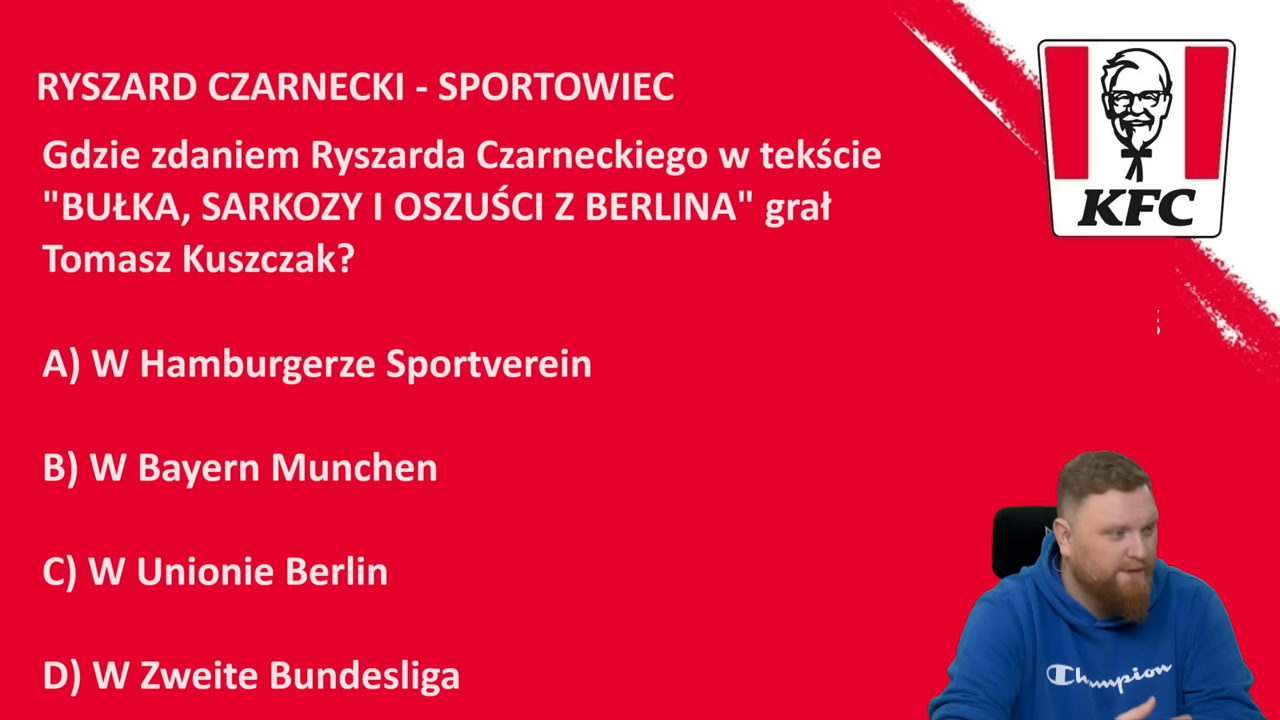 RYSZARD CZARNECKI - SPORTOWIEC
Gdzie zdaniem Ryszarda Czarneckiego w tekście
"BUŁKA, SARKOZY I OSZUŚCI Z BERLINA" grał
Tomasz Kuszczak?
KFC
A) W Hamburgerze Sportverein
B) W Bayern Munchen
C) W Unionie Berlin
D) W Zweite Bundesliga
Champion